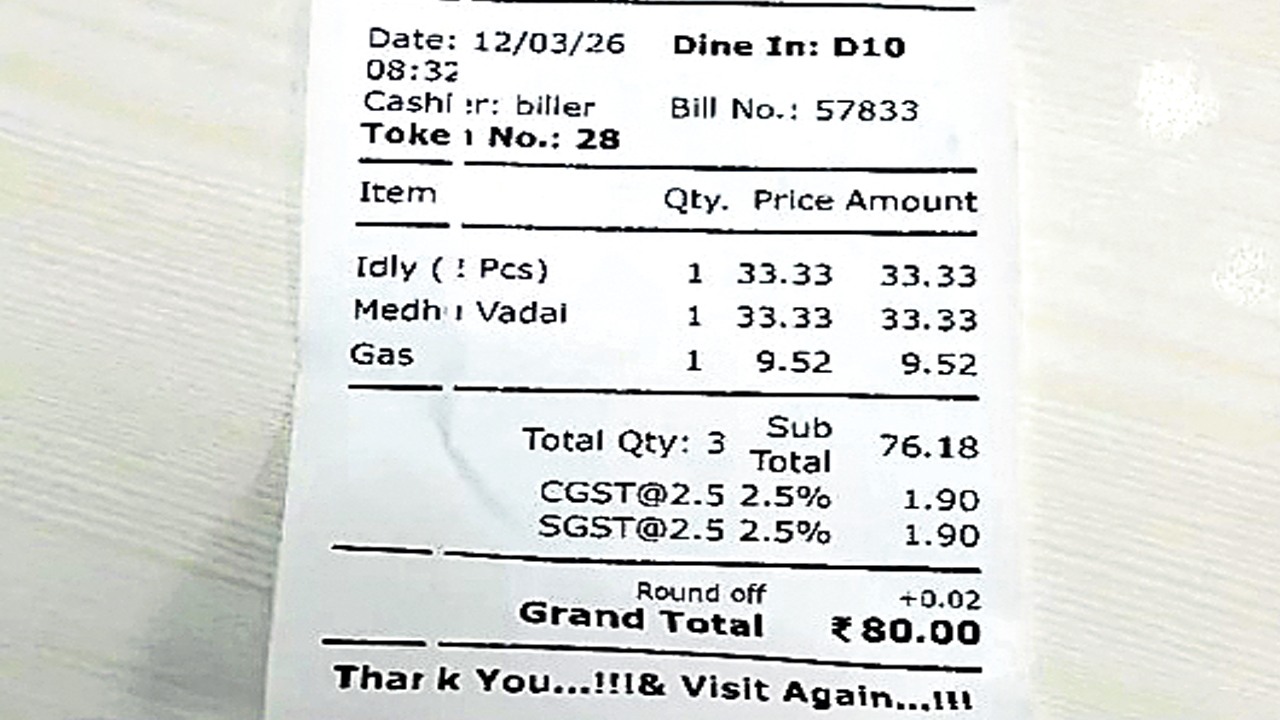 Date: 12/03/26 Dine In: D10
08:32
Cashier: biller Bill No.: 57833
Token No.: 28
Item Qty. Price Amount
Idly ( Pcs) 1 33.33 33.33
Medhu Vadai 1 33.33 33.33
Gas 1 9.52 9.52
Total Qty: 3 Sub Total 76.18
CGST@2.5 2.5% 1.90
SGST@2.5 2.5% 1.90
Round off +0.02
Grand Total ₹80.00
Thank You...!!!& Visit Again...!!!